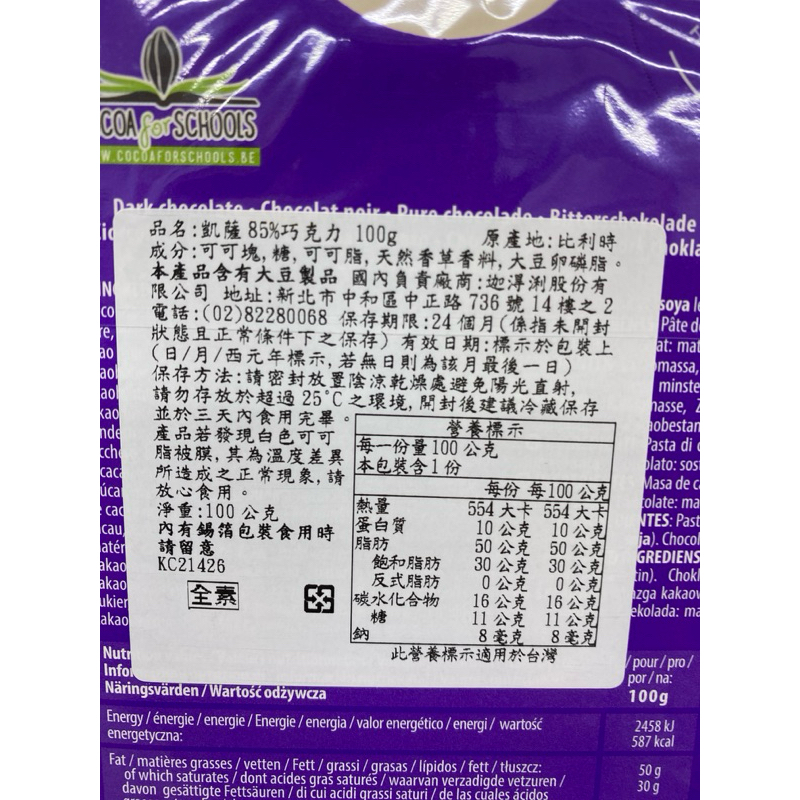 COA for SCHOOLS
W.COCOAFORSCHOOLS.BE
Dark chocolate · Chocolat noir · Pure chocolade · Bitterschokolade
品名:凱薩 85%巧克力 100g 原產地:比利時
成分:可可塊, 糖, 可可脂, 天然香草香料, 大豆卵磷脂。
本產品含有大豆製品 國內負責廠商:迦淂浰股份有
限公司 地址:新北市中和區中正路 736 號 14 樓之 2
電話:(02)82280068 保存期限:24 個月(係指未開封
狀態且正常條件下之保存) 有效日期:標示於包裝上
(日/月/西元年標示, 若無日則為該月最後一日)
保存方法:請密封放置陰涼乾燥處避免陽光直射,
請勿存放於超過 25°C 之環境, 開封後建議冷藏保存
並於三天內食用完畢。
產品若發現白色可可
脂被膜, 其為溫度差異
所造成之正常現象, 請
放心食用。
淨重:100 公克
內有錫箔包裝食用時
請留意
KC21426
全素
營養標示
每一份量 100 公克
本包裝含 1 份
每份 每 100 公克
熱量 554 大卡 554 大卡
蛋白質 10 公克 10 公克
脂肪 50 公克 50 公克
飽和脂肪 30 公克 30 公克
反式脂肪 0 公克 0 公克
碳水化合物 16 公克 16 公克
糖 11 公克 11 公克
鈉 8 毫克 8 毫克
此營養標示適用於台灣
Näringsvärden / Wartość odżywcza
/ pour / pro /
por / na:
100 g
Energy / énergie / energie / Energie / energia / valor energético / energi / wartość
energetyczna:
2458 kJ
587 kcal
Fat / matières grasses / vetten / Fett / grassi / grasas / lípidos / fett / tłuszcz:
50 g
of which saturates / dont acides gras saturés / waarvan verzadigde vetzuren /
30 g
davon gesättigte Fettsäuren / di cui acidi grassi saturi / de las cuales ácidos